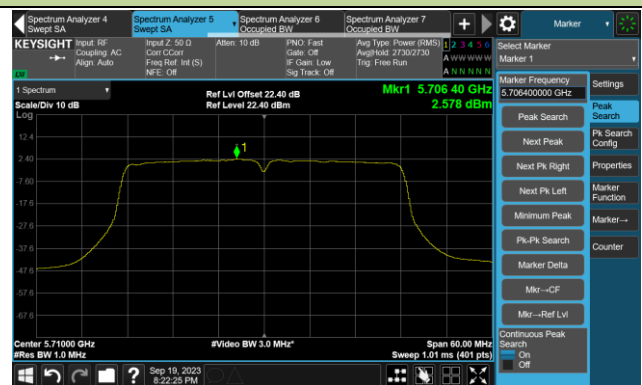 Spectrum Analyzer 4
Swept SA
Spectrum Analyzer 5
Swept SA
Spectrum Analyzer 6
Occupied BW
Spectrum Analyzer 7
Occupied BW
Marker
KEYSIGHT
Input: RF
Coupling: AC
Align: Auto
Input Z: 50 Ω
Corr CCorr
Freq Ref: Int (S)
NFE: Off
Atten: 10 dB
PNO: Fast
Gate: Off
IF Gain: Low
Sig Track: Off
Avg Type: Power (RMS)
Avg|Hold: 2730/2730
Trig: Free Run
1 2 3 4 5 6
A W W W W W
A N N N N N
LW
Select Marker
Marker 1
1 Spectrum
Scale/Div 10 dB
Log
Ref Lvl Offset 22.40 dB
Ref Level 22.40 dBm
Mkr1 5.706 40 GHz
2.578 dBm
12.4
2.40
-7.60
-17.6
-27.6
-37.6
-47.6
-57.6
-67.6
1
Center 5.71000 GHz
#Res BW 1.0 MHz
#Video BW 3.0 MHz*
Span 60.00 MHz
Sweep 1.01 ms (401 pts)
Marker Frequency
5.706400000 GHz
Peak Search
Next Peak
Next Pk Right
Next Pk Left
Minimum Peak
Pk-Pk Search
Marker Delta
Mkr→CF
Mkr→Ref Lvl
Continuous Peak
Search
On
Off
Settings
Peak
Search
Pk Search
Config
Properties
Marker
Function
Marker→
Counter
Sep 19, 2023
8:22:25 PM